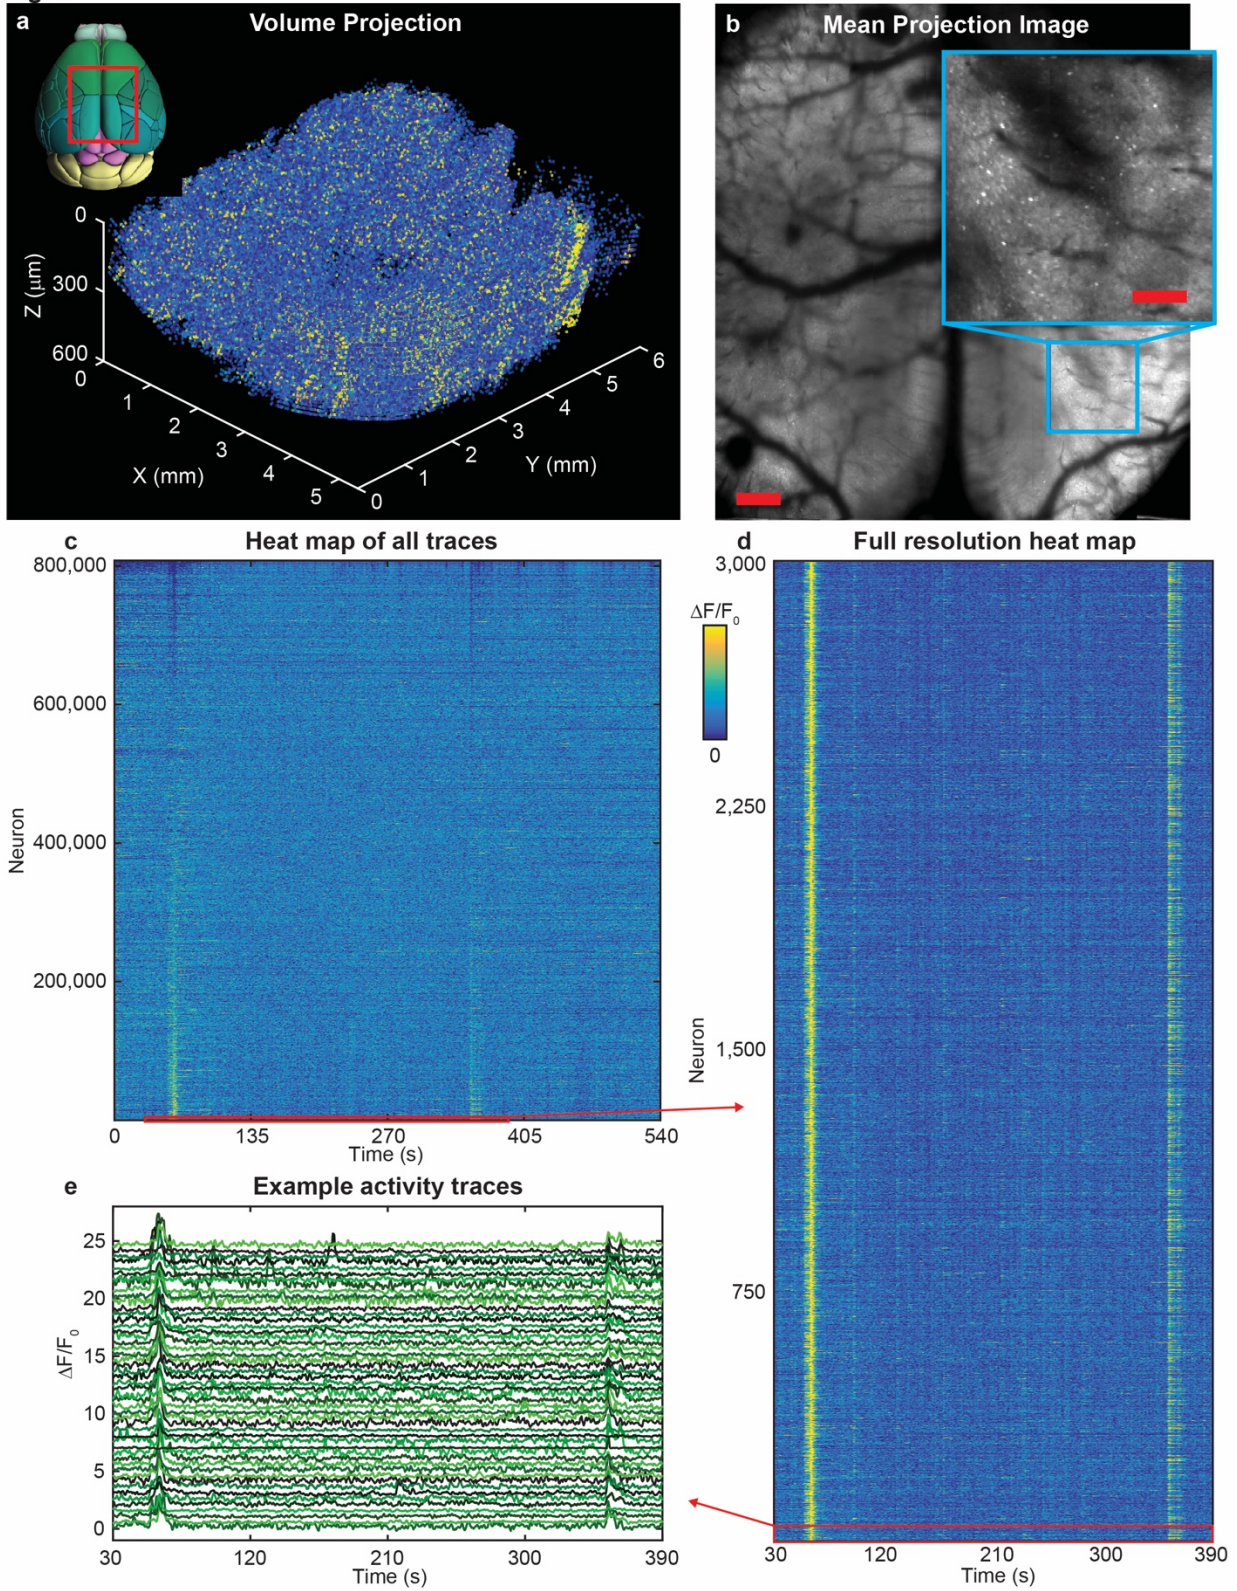 a
Volume Projection
0
300
600
Z (μm)
0
1
2
3
4
5
X (mm)
0
1
2
3
4
5
6
Y (mm)
b
Mean Projection Image
c
Heat map of all traces
800,000
600,000
400,000
200,000
Neuron
0
135
270
405
540
Time (s)
ΔF/F0
0
d
Full resolution heat map
3,000
2,250
1,500
750
Neuron
30
120
210
300
390
Time (s)
e
Example activity traces
25
20
15
10
5
0
ΔF/F0
30
120
210
300
390
Time (s)